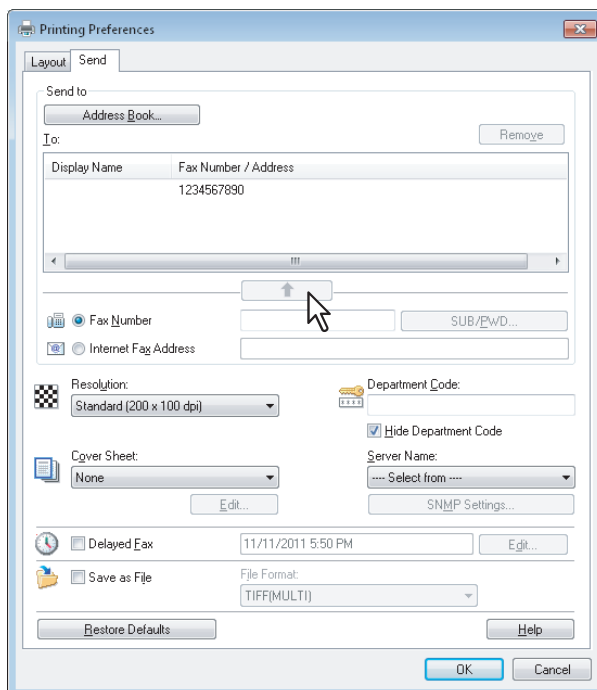 Printing Preferences
Layout Send
Send to
Address Book...
To:
Remove
Display Name Fax Number / Address
1234567890
Fax Number
SUB/PWD...
Internet Fax Address
Resolution:
Standard (200 x 100 dpi)
Department Code:
Hide Department Code
Cover Sheet:
None
Edit...
Server Name:
---- Select from ----
SNMP Settings...
Delayed Fax 11/11/2011 5:50 PM Edit...
Save as File
File Format:
TIFF(MULTI)
Restore Defaults Help
OK Cancel